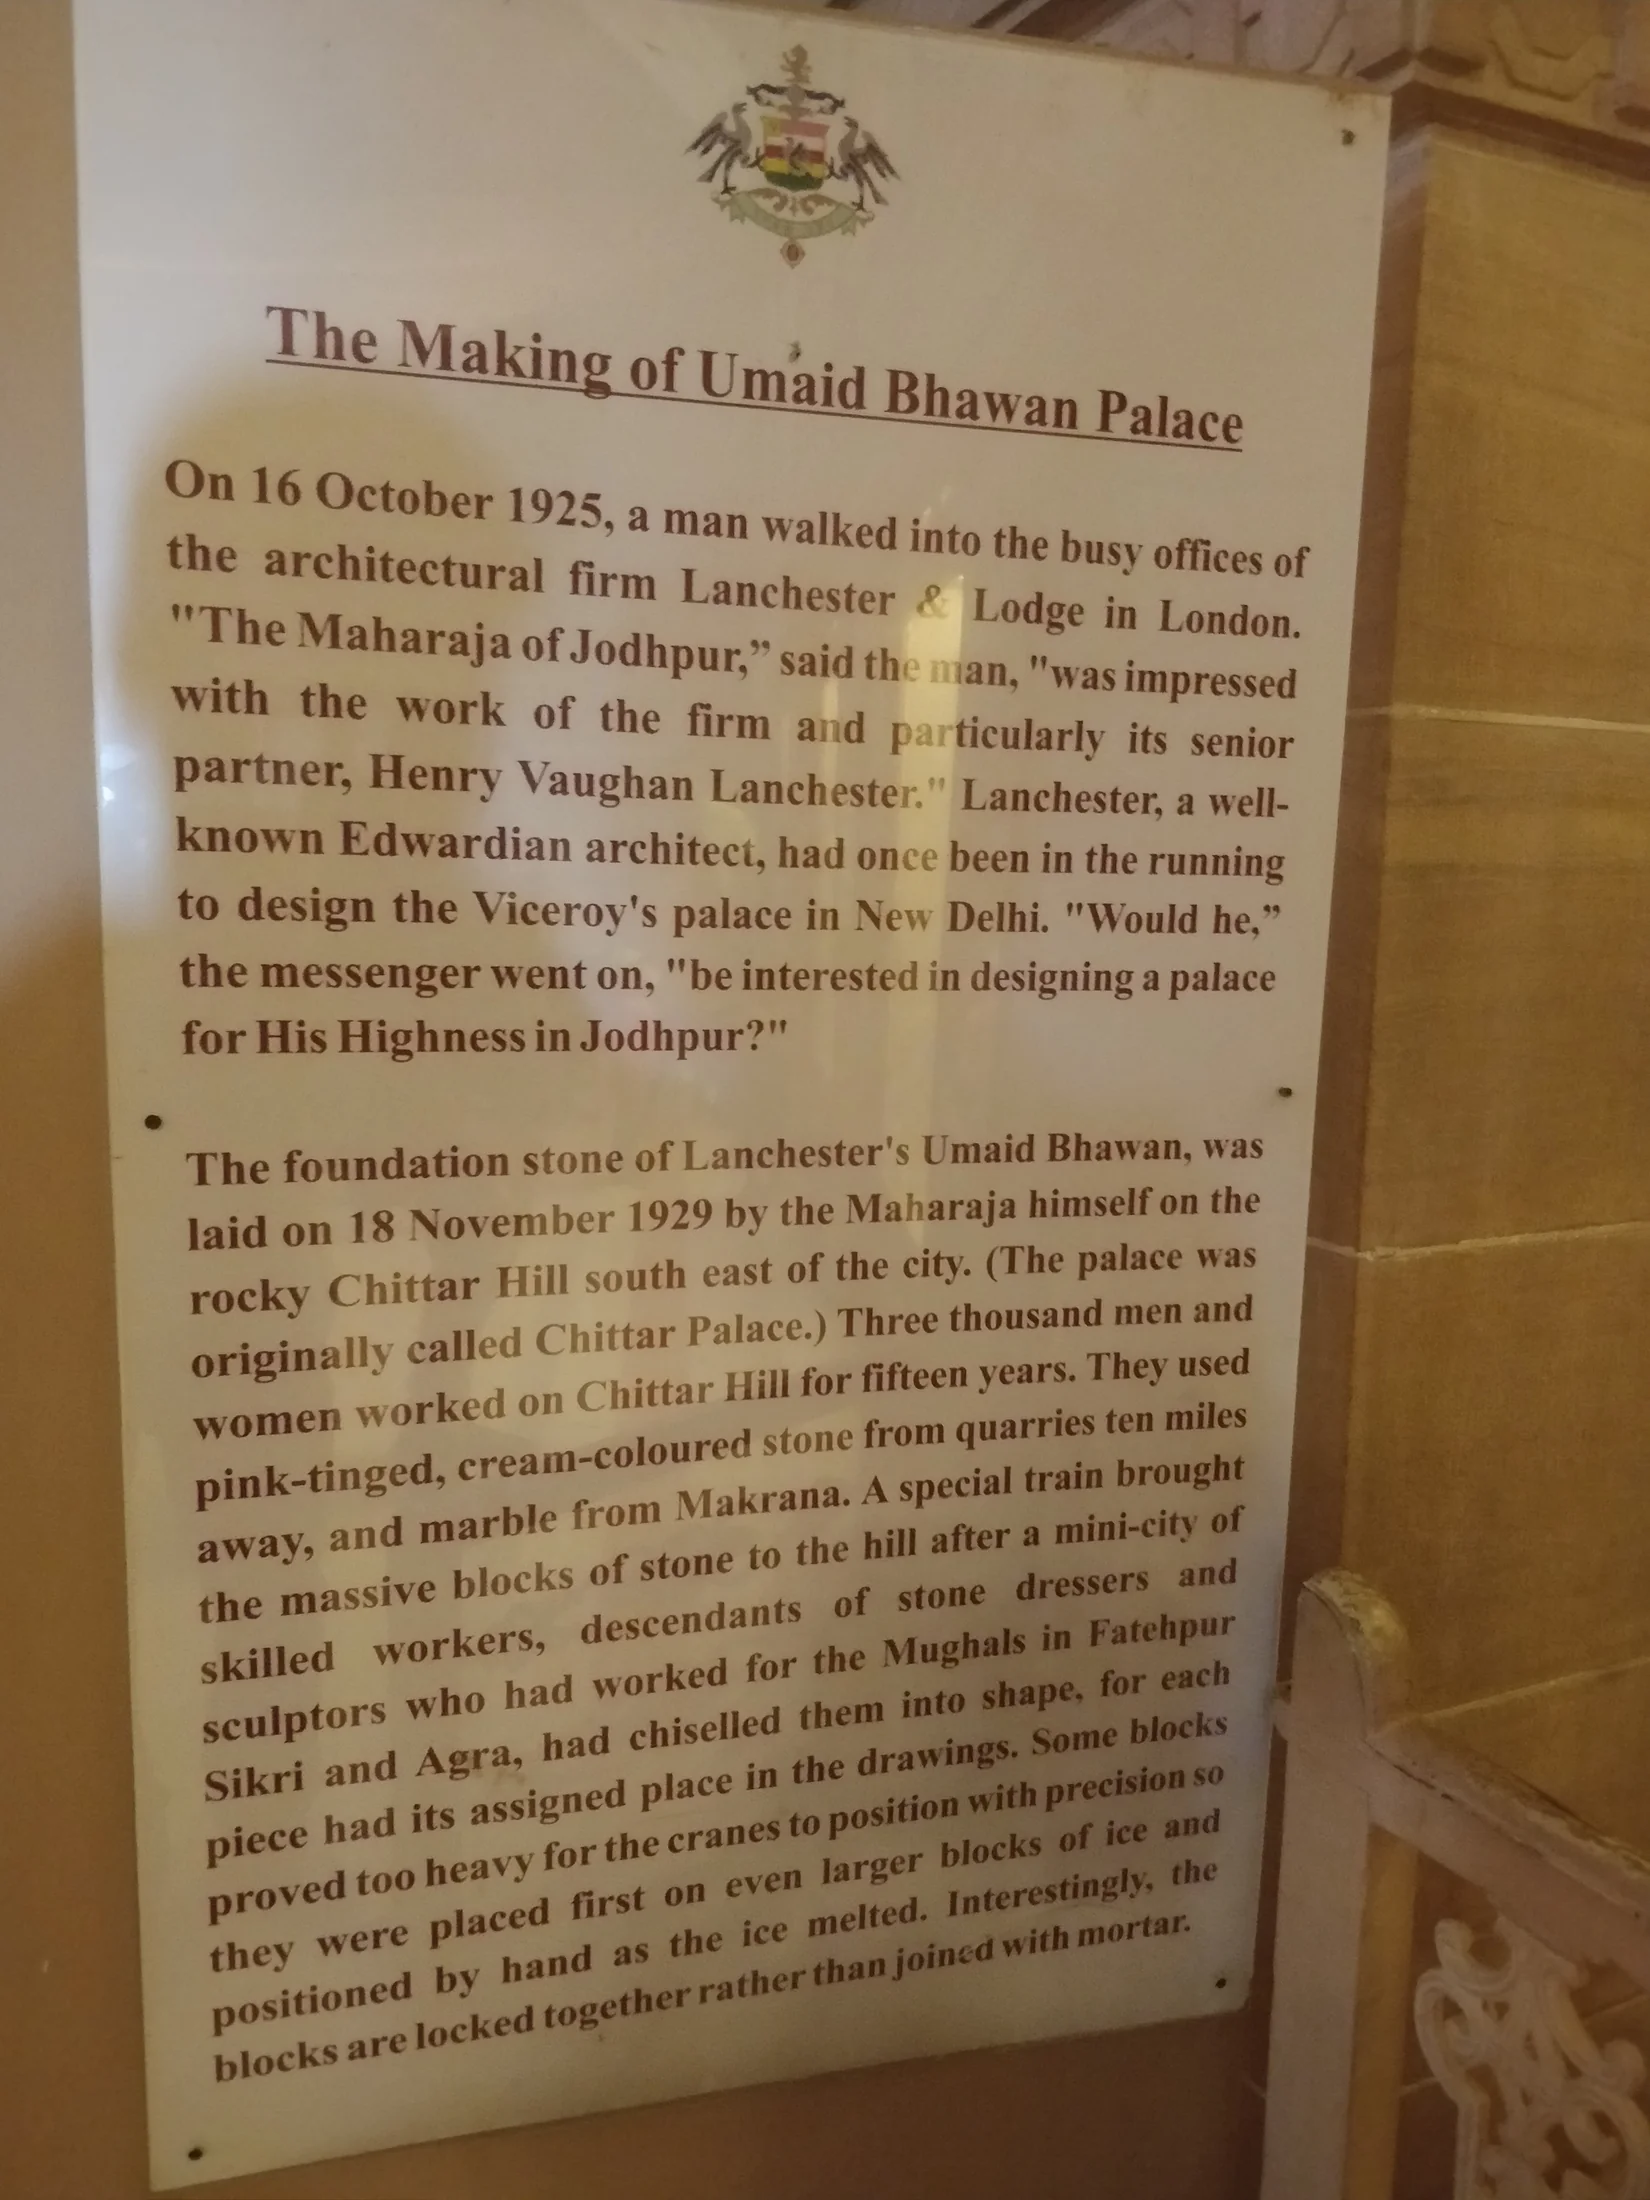 The Making of Umaid Bhawan Palace
On 16 October 1925, a man walked into the busy offices of
the architectural firm Lanchester & Lodge in London.
"The Maharaja of Jodhpur,” said the man, "was impressed
with the work of the firm and particularly its senior
partner, Henry Vaughan Lanchester." Lanchester, a well-
known Edwardian architect, had once been in the running
to design the Viceroy's palace in New Delhi. "Would he,”
the messenger went on, "be interested in designing a palace
for His Highness in Jodhpur?"
The foundation stone of Lanchester's Umaid Bhawan, was
laid on 18 November 1929 by the Maharaja himself on the
rocky Chittar Hill south east of the city. (The palace was
originally called Chittar Palace.) Three thousand men and
women worked on Chittar Hill for fifteen years. They used
pink-tinged, cream-coloured stone from quarries ten miles
away, and marble from Makrana. A special train brought
the massive blocks of stone to the hill after a mini-city of
skilled workers, descendants of stone dressers and
sculptors who had worked for the Mughals in Fatehpur
Sikri and Agra, had chiselled them into shape, for each
piece had its assigned place in the drawings. Some blocks
proved too heavy for the cranes to position with precision so
they were placed first on even larger blocks of ice and
positioned by hand as the ice melted. Interestingly, the
blocks are locked together rather than joined with mortar.